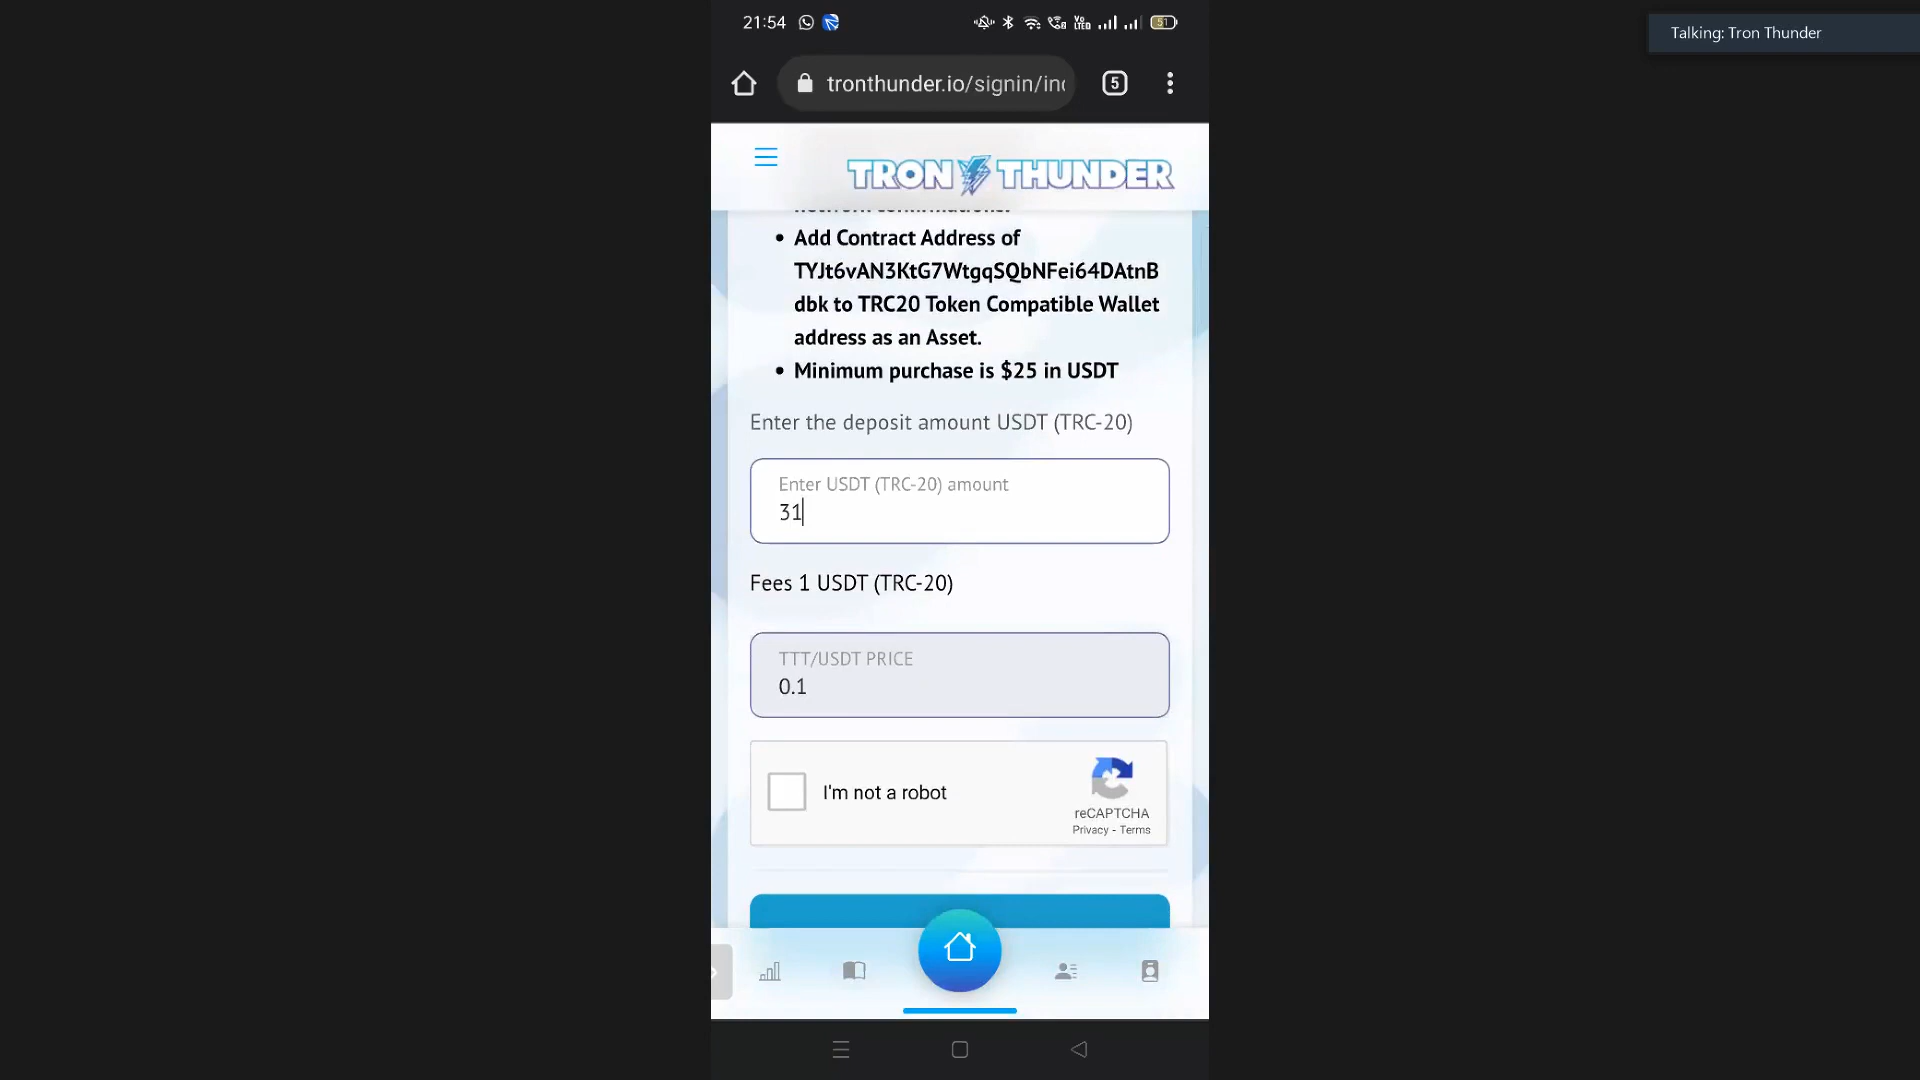 Talking: Tron Thunder
21:54
51
tronthunder.io/signin/in
5
TRON THUNDER
network confirmations.
• Add Contract Address of
TYJt6vAN3KtG7WtgqSQbNFei64DAtnB
dbk to TRC20 Token Compatible Wallet
address as an Asset.
• Minimum purchase is $25 in USDT
Enter the deposit amount USDT (TRC-20)
Enter USDT (TRC-20) amount
31
Fees 1 USDT (TRC-20)
TTT/USDT PRICE
0.1
I'm not a robot
reCAPTCHA
Privacy - Terms